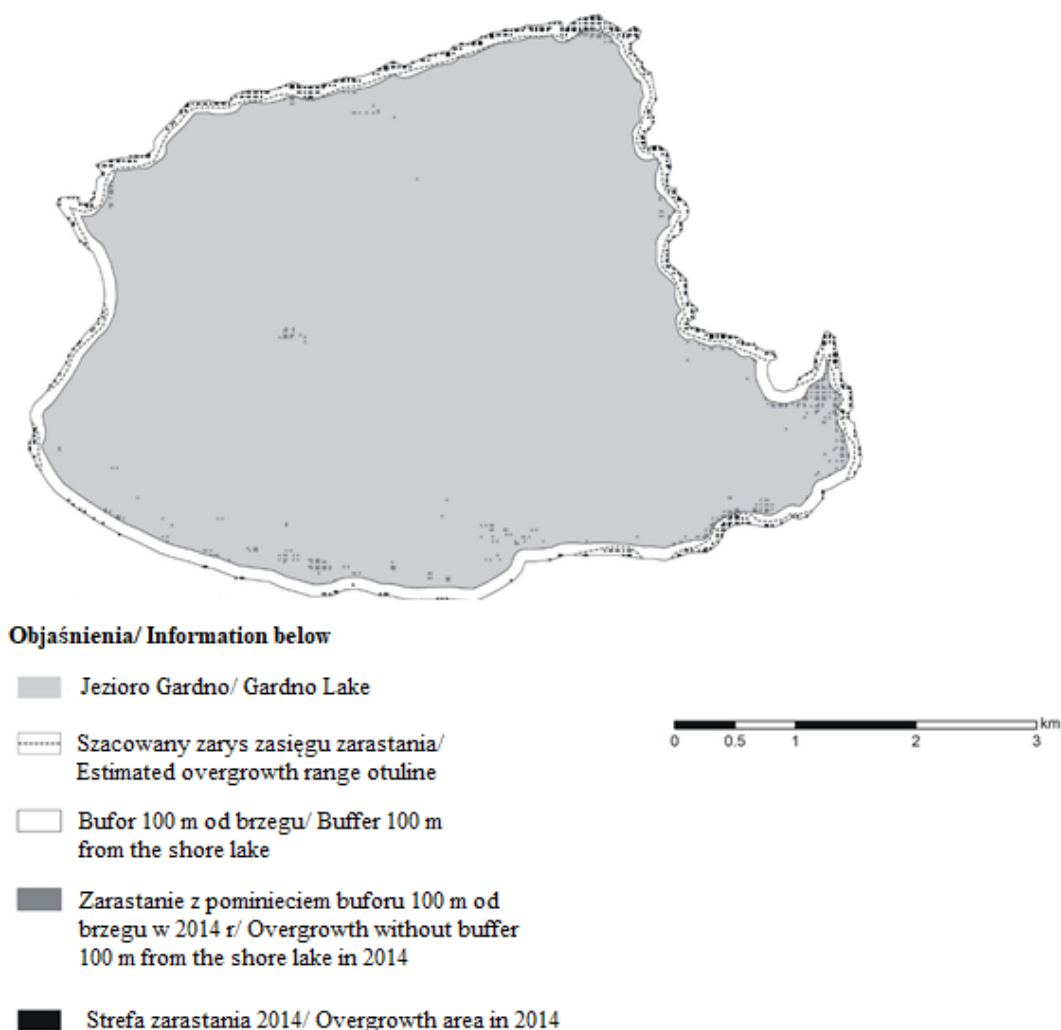 Objaśnienia/ Information below
Jezioro Gardno/ Gardno Lake
Szacowany zarys zasięgu zarastania/
Estimated overgrowth range otuline
km
0 0.5 1 2 3
Bufor 100 m od brzegu/ Buffer 100 m
from the shore lake
Zarastanie z pominieciem buforu 100 m od
brzegu w 2014 r/ Overgrowth without buffer
100 m from the shore lake in 2014
Strefa zarastania 2014/ Overgrowth area in 2014